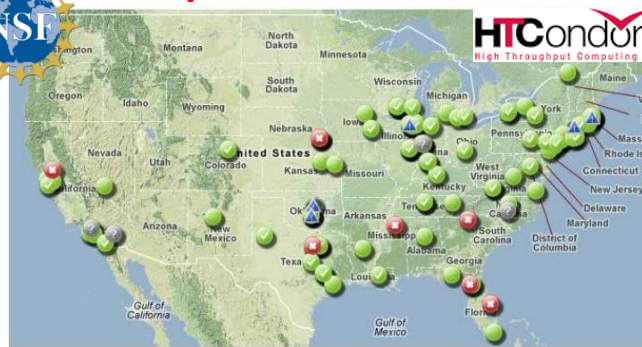 NSF
HTCondor
High Throughput Computing
North
Dakota
Montana
Minnesota
Maine
Oregon
Idaho
South
Dakota
Wisconsin
Michigan
York
Wyoming
Iowa
Illinois
Pennsylvania
Mass
Rhode Is
Connecticut
New Jersey
Delaware
Maryland
District of
Columbia
Nebraska
Nevada
Utah
Colorado
United States
Kansas
Missouri
West
Virginia
Kentucky
California
Arizona
New
Mexico
Oklahoma
Arkansas
Tennessee
Mississippi
Alabama
South
Carolina
Georgia
Texas
Louisiana
Florida
Gulf of
California
Gulf of
Mexico